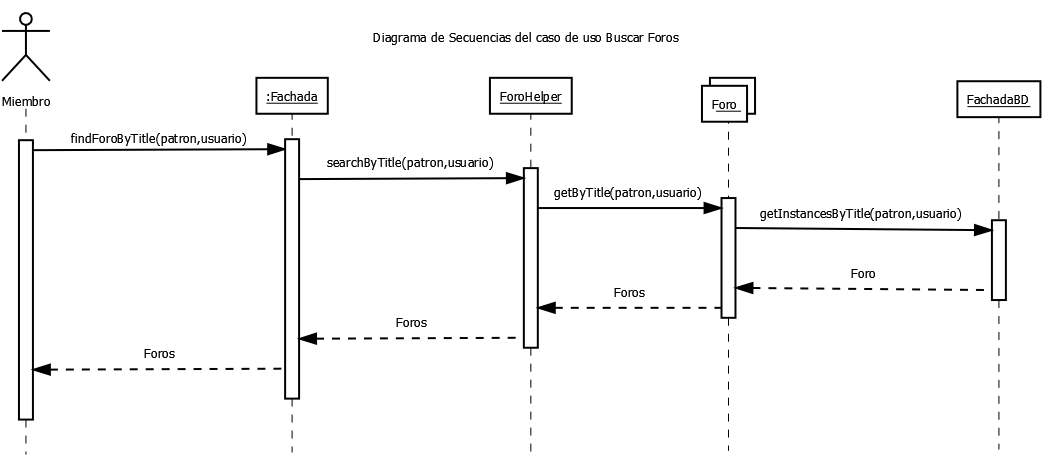 Diagrama de Secuencias del caso de uso Buscar Foros
Miembro
:Fachada
ForoHelper
Foro
FachadaBD
findForoByTitle(patron,usuario)
searchByTitle(patron,usuario)
getByTitle(patron,usuario)
getInstancesByTitle(patron,usuario)
Foro
Foros
Foros
Foros